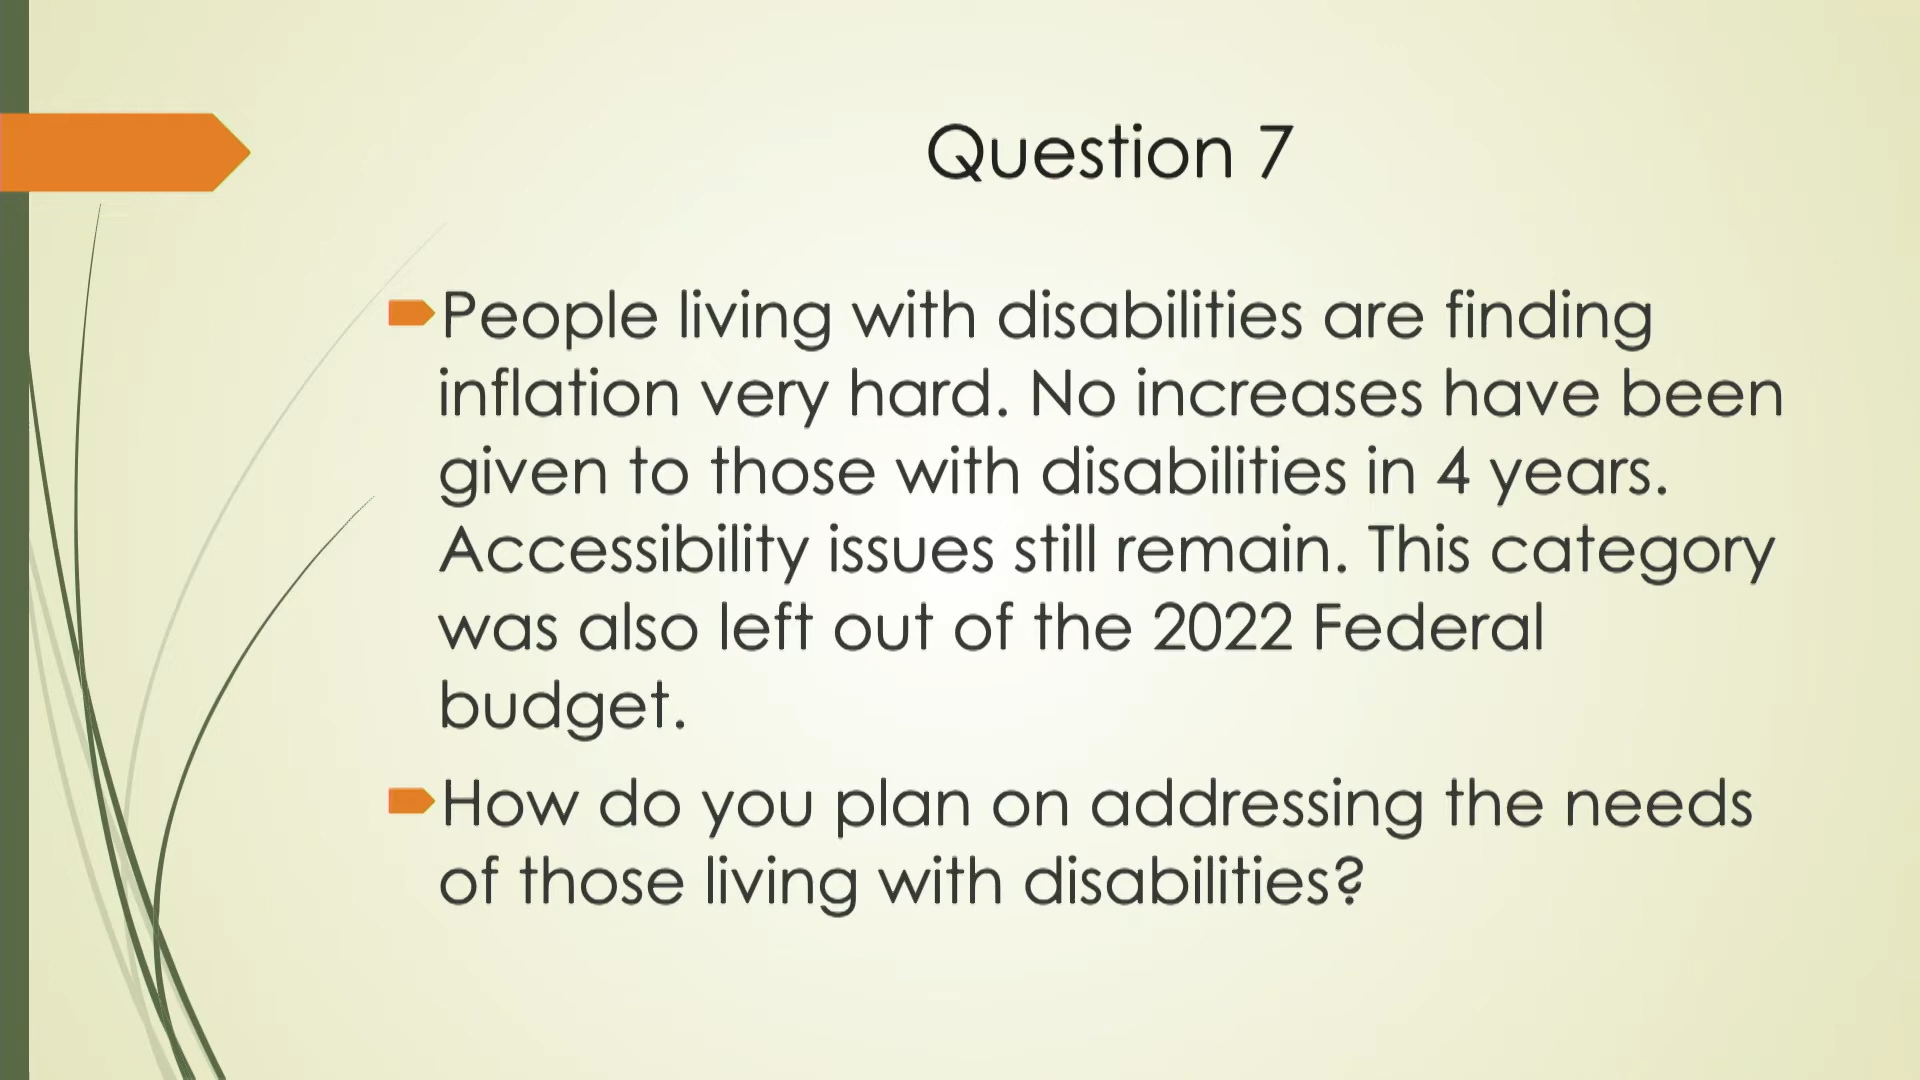 Question 7
People living with disabilities are finding
inflation very hard. No increases have been
given to those with disabilities in 4 years.
Accessibility issues still remain. This category
was also left out of the 2022 Federal
budget.
How do you plan on addressing the needs
of those living with disabilities?